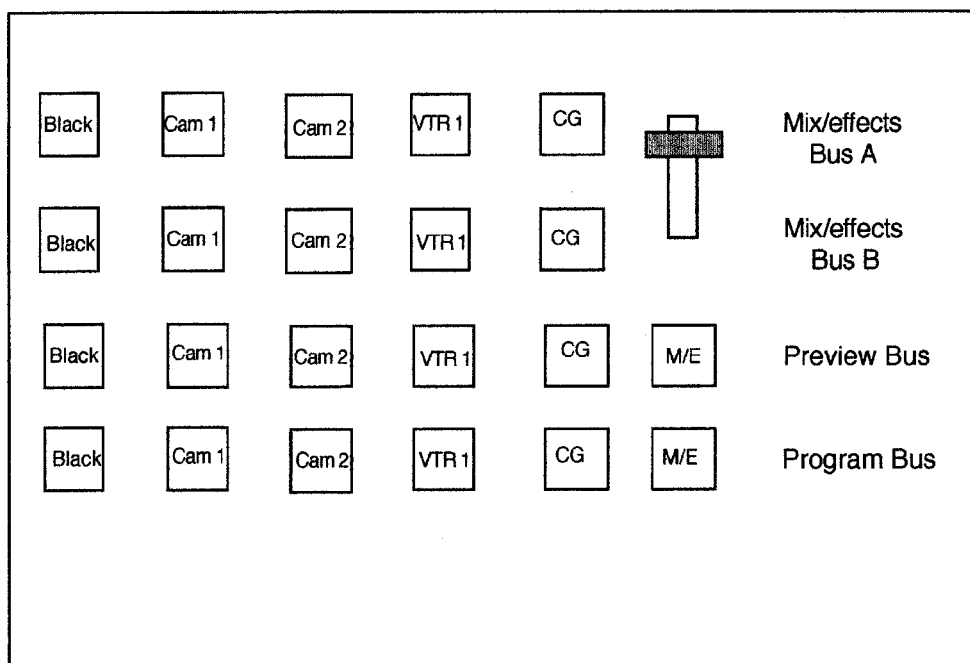 Black Cam 1 Cam 2 VTR 1 CG Mix/effects
Bus A
Black Cam 1 Cam 2 VTR 1 CG Mix/effects
Bus B
Black Cam 1 Cam 2 VTR 1 CG M/E Preview Bus
Black Cam 1 Cam 2 VTR 1 CG M/E Program Bus